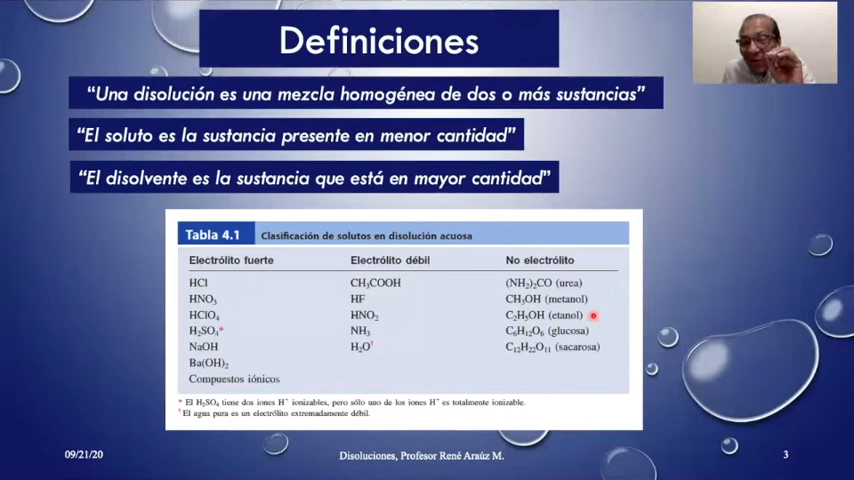 Definiciones
“Una disolución es una mezcla homogénea de dos o más sustancias”
“El soluto es la sustancia presente en menor cantidad”
“El disolvente es la sustancia que está en mayor cantidad”
Tabla 4.1 Clasificación de solutos en disolución acuosa
Electrólito fuerte Electrólito débil No electrólito
HCl CH₃COOH (NH₂)₂CO (urea)
HNO₃ HF CH₃OH (metanol)
HClO₄ HNO₂ C₂H₅OH (etanol)
H₂SO₄* NH₃ C₆H₁₂O₆ (glucosa)
NaOH H₂O† C₁₂H₂₂O₁₁ (sacarosa)
Ba(OH)₂
Compuestos iónicos
* El H₂SO₄ tiene dos iones H⁺ ionizables, pero sólo uno de los iones H⁺ es totalmente ionizable.
† El agua pura es un electrólito extremadamente débil.
09/21/20 Disoluciones, Profesor René Araúz M. 3